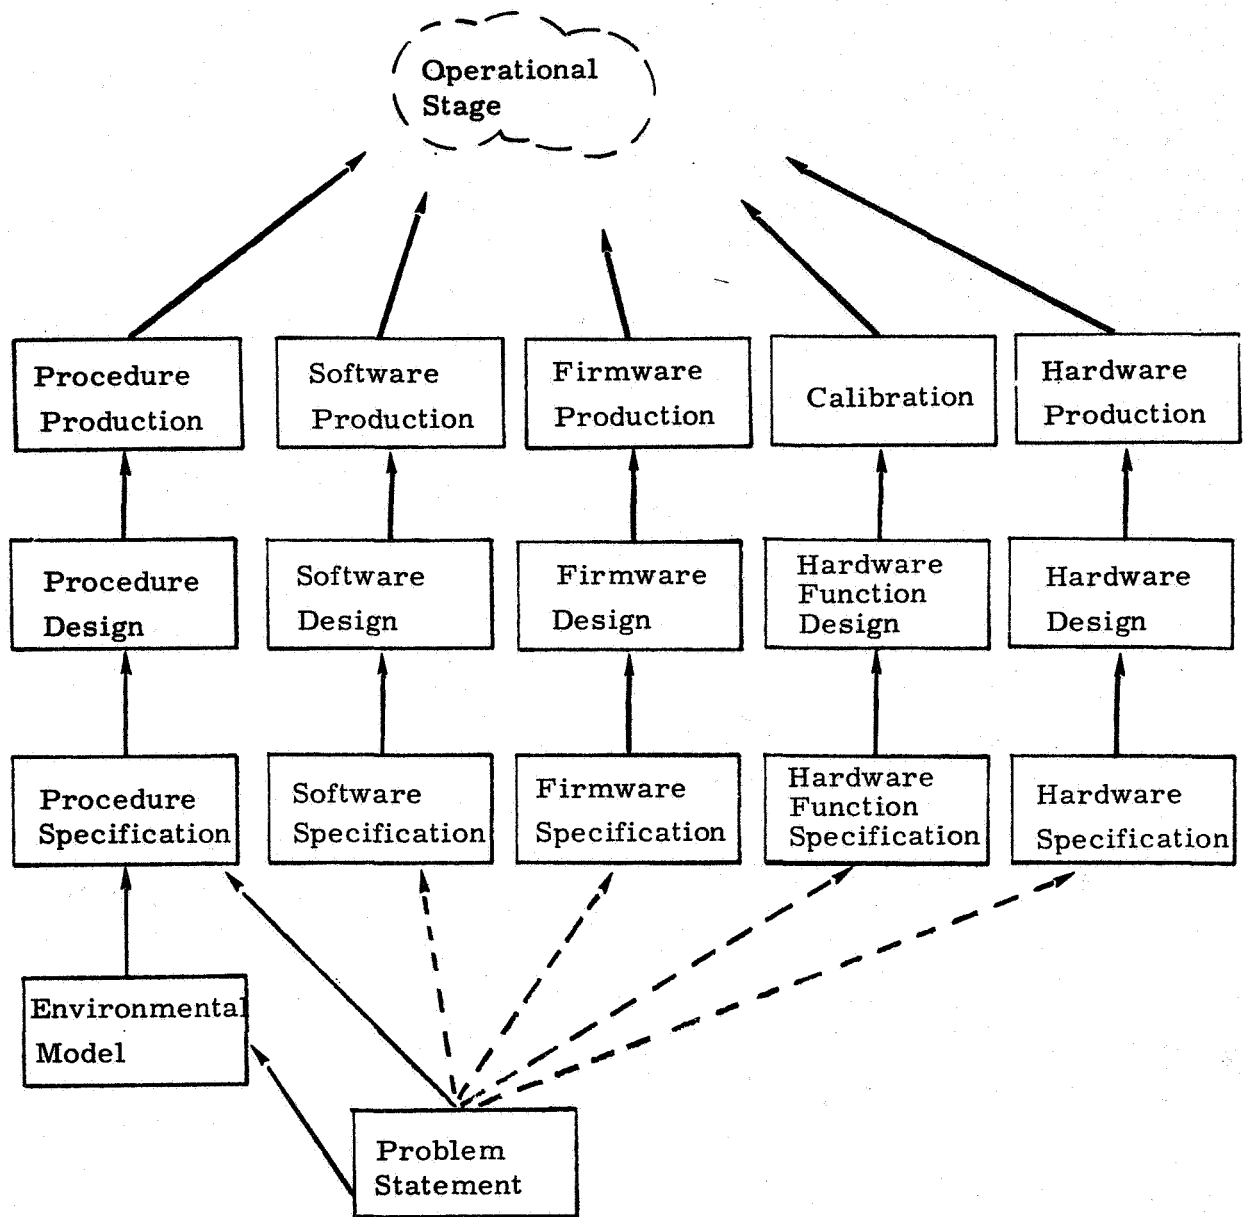 Operational
Stage
Procedure
Production
Software
Production
Firmware
Production
Calibration
Hardware
Production
Procedure
Design
Software
Design
Firmware
Design
Hardware
Function
Design
Hardware
Design
Procedure
Specification
Software
Specification
Firmware
Specification
Hardware
Function
Specification
Hardware
Specification
Environmental
Model
Problem
Statement